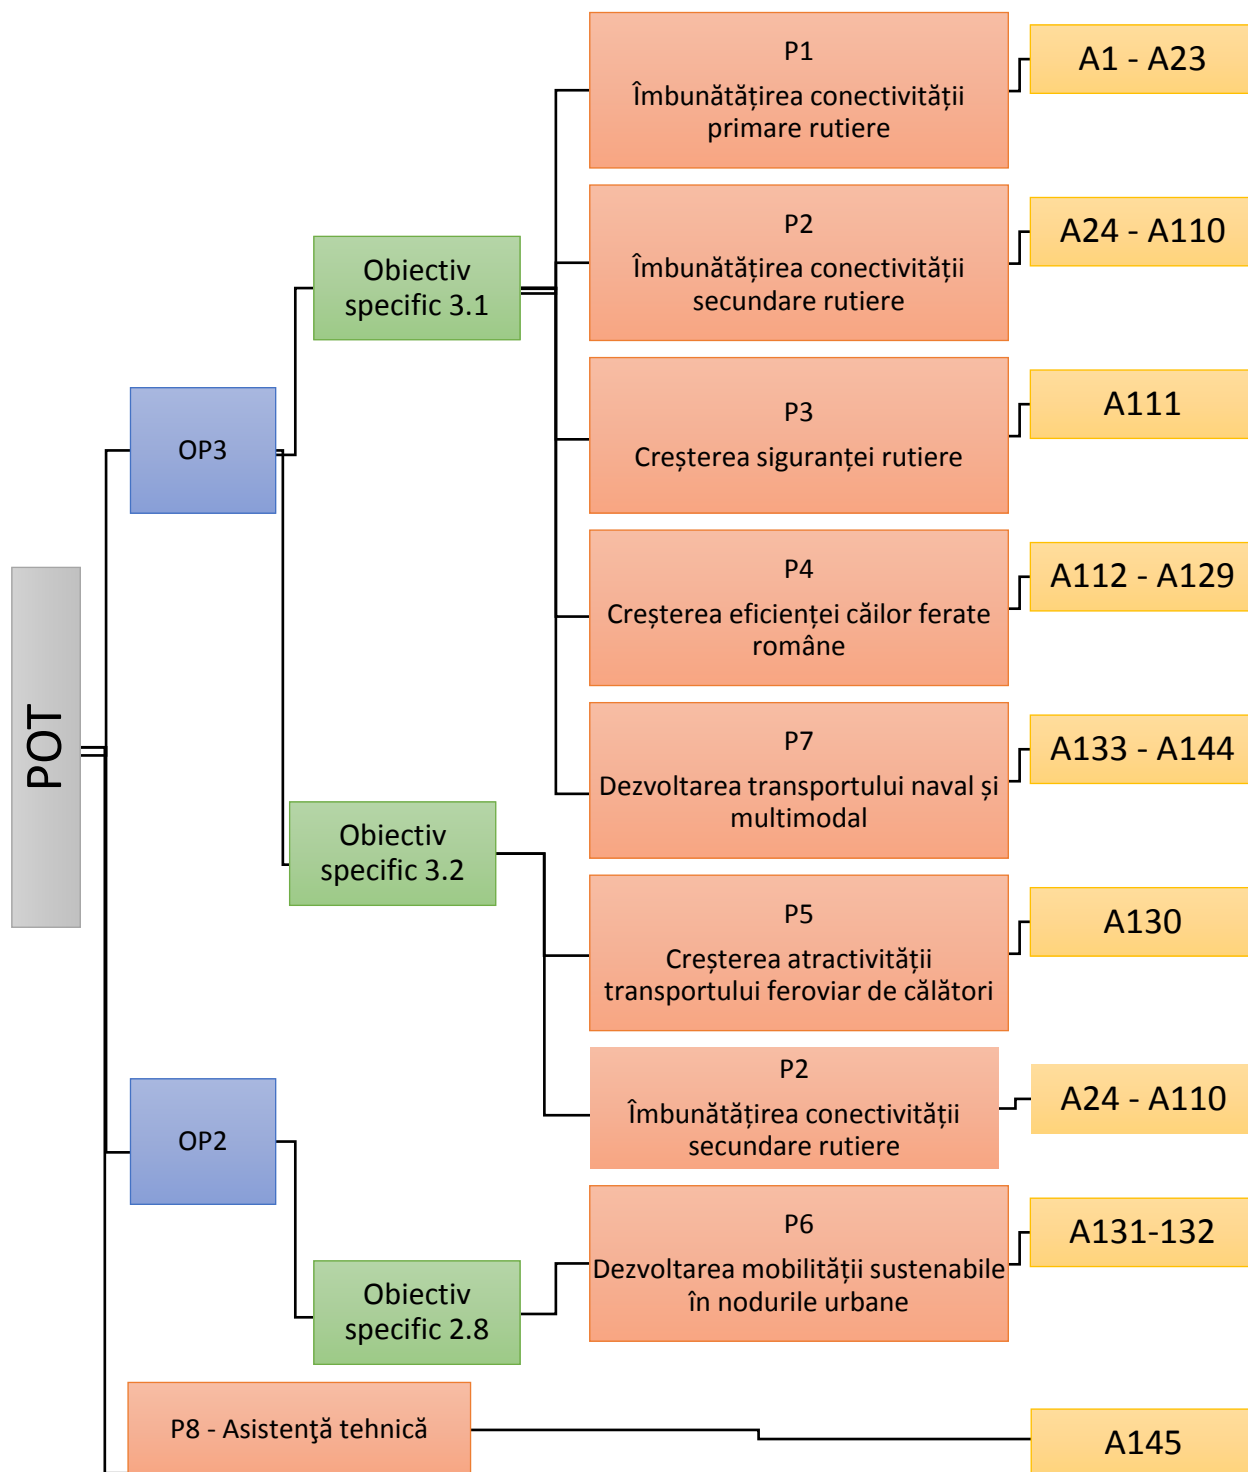 POT
OP3
OP2
Obiectiv
specific 3.1
Obiectiv
specific 3.2
Obiectiv
specific 2.8
P1
Îmbunătățirea conectivității
primare rutiere
A1 - A23
P2
Îmbunătățirea conectivității
secundare rutiere
A24 - A110
P3
Creșterea siguranței rutiere
A111
P4
Creșterea eficienței căilor ferate
române
A112 - A129
P7
Dezvoltarea transportului naval și
multimodal
A133 - A144
P5
Creșterea atractivității
transportului feroviar de călători
A130
P2
Îmbunătățirea conectivității
secundare rutiere
A24 - A110
P6
Dezvoltarea mobilității sustenabile
în nodurile urbane
A131-132
P8 - Asistenţă tehnică
A145